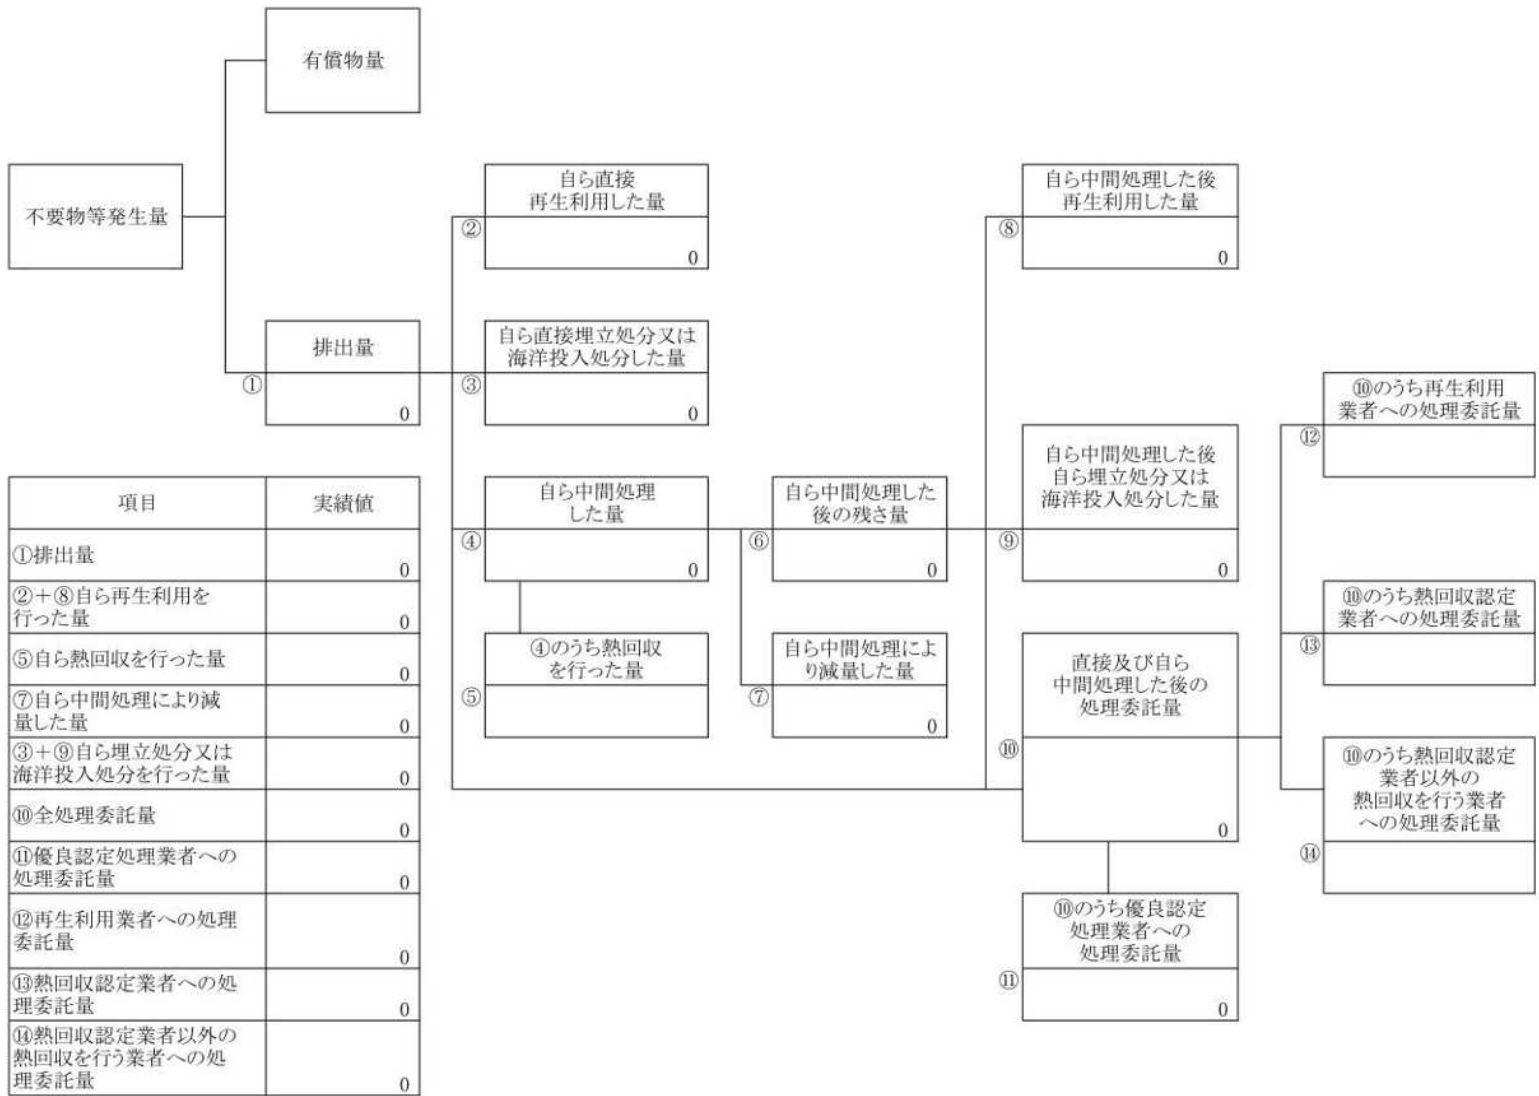 有償物量
不要物等発生量
自ら直接
再生利用した量
②
0
自ら中間処理した後
再生利用した量
⑧
0
排出量
①
0
自ら直接埋立処分又は
海洋投入処分した量
③
0
⑩のうち再生利用
業者への処理委託量
⑫
自ら中間処理した後
自ら埋立処分又は
海洋投入処分した量
⑨
0
自ら中間処理
した量
④
0
自ら中間処理した
後の残さ量
⑥
0
⑩のうち熱回収認定
業者への処理委託量
⑬
④のうち熱回収
を行った量
⑤
自ら中間処理によ
り減量した量
⑦
0
直接及び自ら
中間処理した後の
処理委託量
⑩
0
⑩のうち熱回収認定
業者以外の
熱回収を行う業者
への処理委託量
⑭
⑩のうち優良認定
処理業者への
処理委託量
⑪
0
項目 実績値
①排出量
0
②＋⑧自ら再生利用を
行った量
0
⑤自ら熱回収を行った量
0
⑦自ら中間処理により減
量した量
0
③＋⑨自ら埋立処分又は
海洋投入処分を行った量
0
⑩全処理委託量
0
⑪優良認定処理業者への
処理委託量
0
⑫再生利用業者への処理
委託量
0
⑬熱回収認定業者への処
理委託量
0
⑭熱回収認定業者以外の
熱回収を行う業者への処
理委託量
0